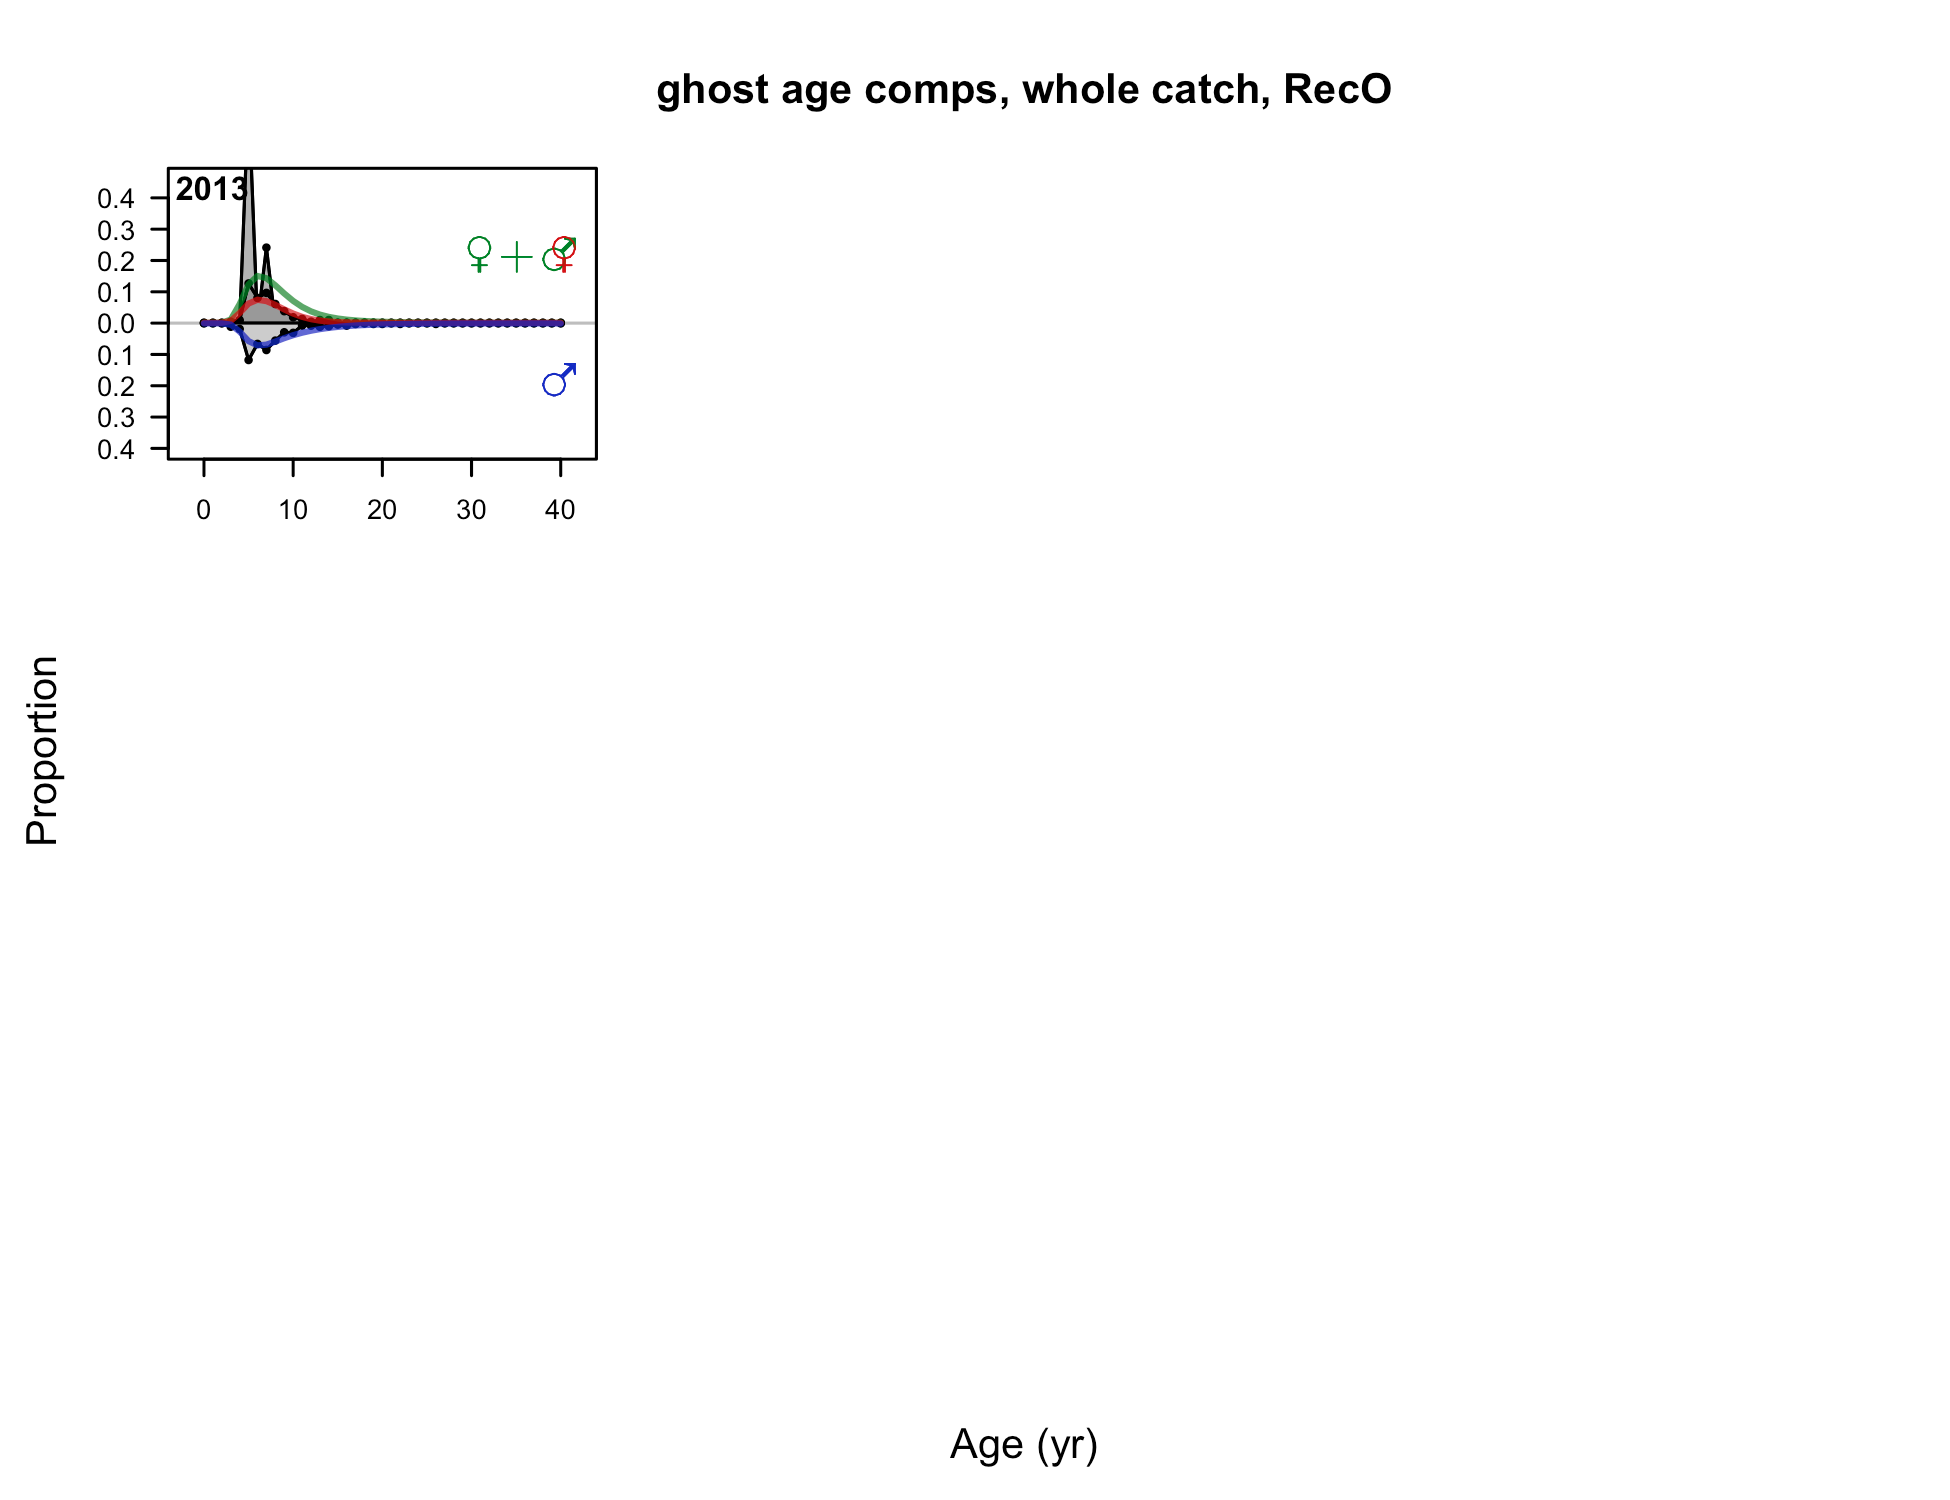 ghost age comps, whole catch, RecO
2013
0.4
0.3
0.2
0.1
0.0
0.1
0.2
0.3
0.4
♀ + ♂
♀
♂
0 10 20 30 40
Proportion
Age (yr)